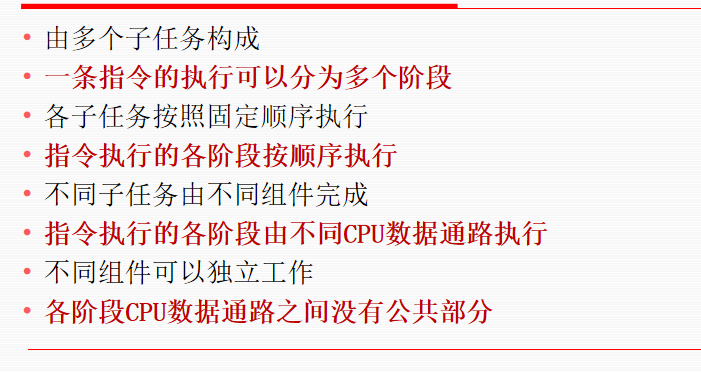 • 由多个子任务构成
• 一条指令的执行可以分为多个阶段
• 各子任务按照固定顺序执行
• 指令执行的各阶段按顺序执行
• 不同子任务由不同组件完成
• 指令执行的各阶段由不同CPU数据通路执行
• 不同组件可以独立工作
• 各阶段CPU数据通路之间没有公共部分